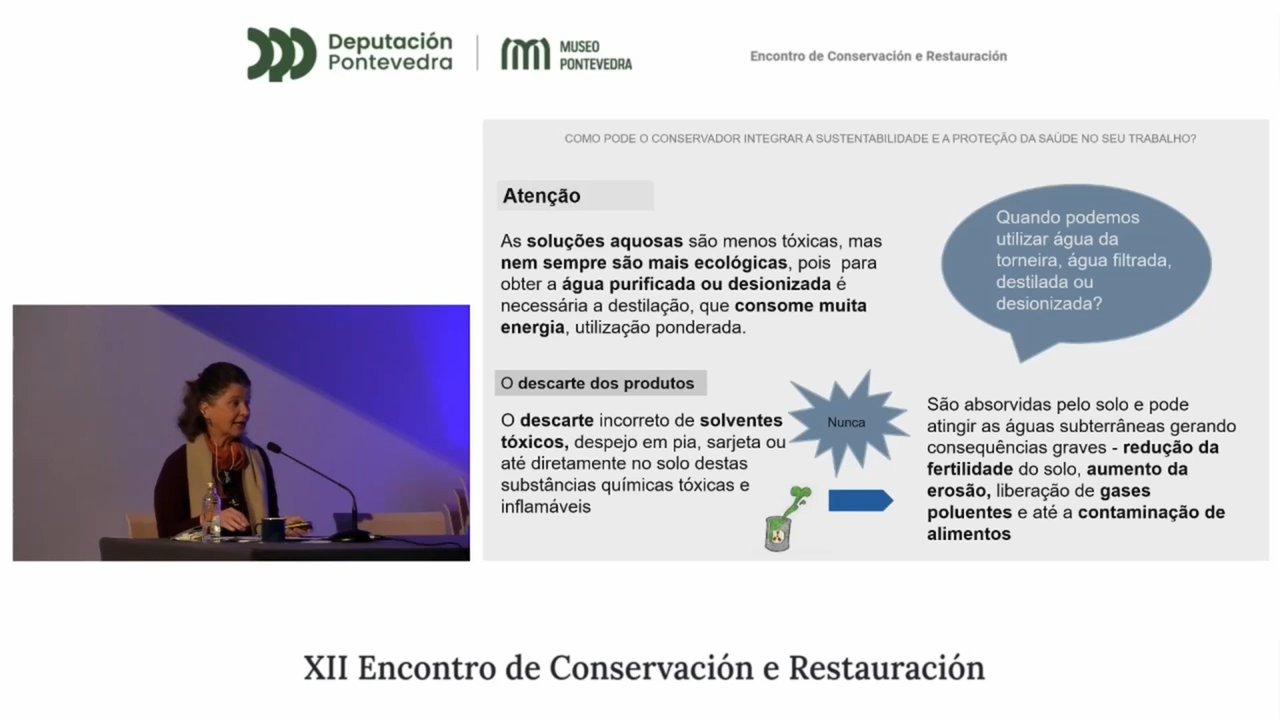 Deputación
Pontevedra
MUSEO
PONTEVEDRA
Encontro de Conservación e Restauración
COMO PODE O CONSERVADOR INTEGRAR A SUSTENTABILIDADE E A PROTEÇÃO DA SAÚDE NO SEU TRABALHO?
Atenção
As soluções aquosas são menos tóxicas, mas
nem sempre são mais ecológicas, pois para
obter a água purificada ou desionizada é
necessária a destilação, que consome muita
energia, utilização ponderada.
Quando podemos
utilizar água da
torneira, água filtrada,
destilada ou
desionizada?
O descarte dos produtos
O descarte incorreto de solventes
tóxicos, despejo em pia, sarjeta ou
até diretamente no solo destas
substâncias químicas tóxicas e
inflamáveis
Nunca
São absorvidas pelo solo e pode
atingir as águas subterrâneas gerando
consequências graves - redução da
fertilidade do solo, aumento da
erosão, liberação de gases
poluentes e até a contaminação de
alimentos
XII Encontro de Conservación e Restauración